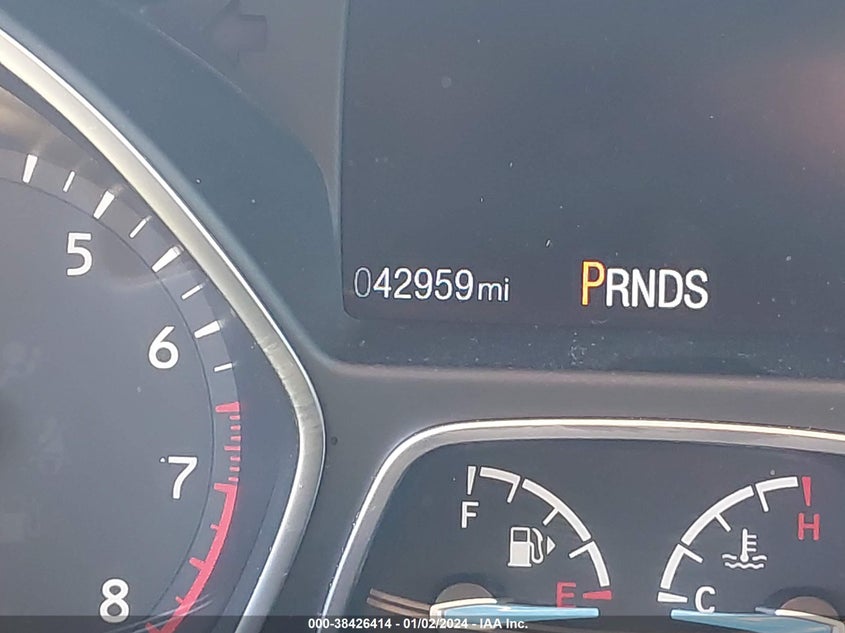 5
042959mi PRNDS
6
7
F H
E C
8
000-38426414 - 01/02/2024 - IAA Inc.